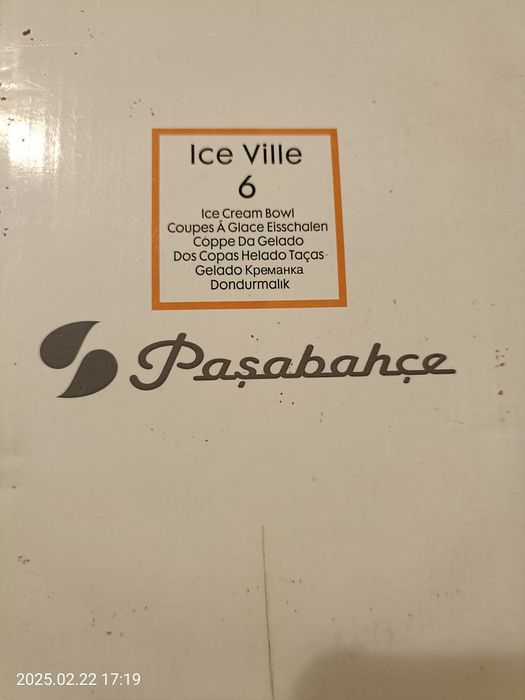 Ice Ville
6
Ice Cream Bowl
Coupes À Glace Eisschalen
Coppe Da Gelado
Dos Copas Helado Taças
Gelado Креманка
Dondurmalık
Paşabahçe
2025.02.22 17:19